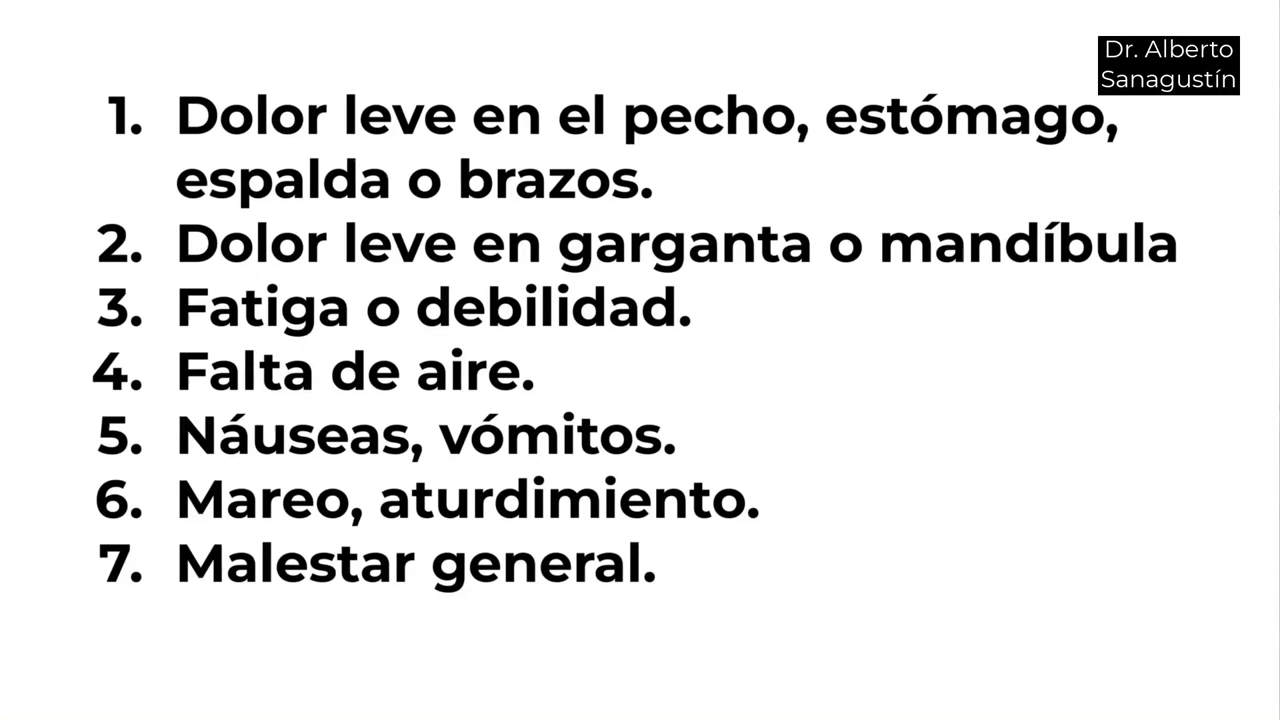 Dr. Alberto
Sanagustín
1. Dolor leve en el pecho, estómago,
espalda o brazos.
2. Dolor leve en garganta o mandíbula
3. Fatiga o debilidad.
4. Falta de aire.
5. Náuseas, vómitos.
6. Mareo, aturdimiento.
7. Malestar general.